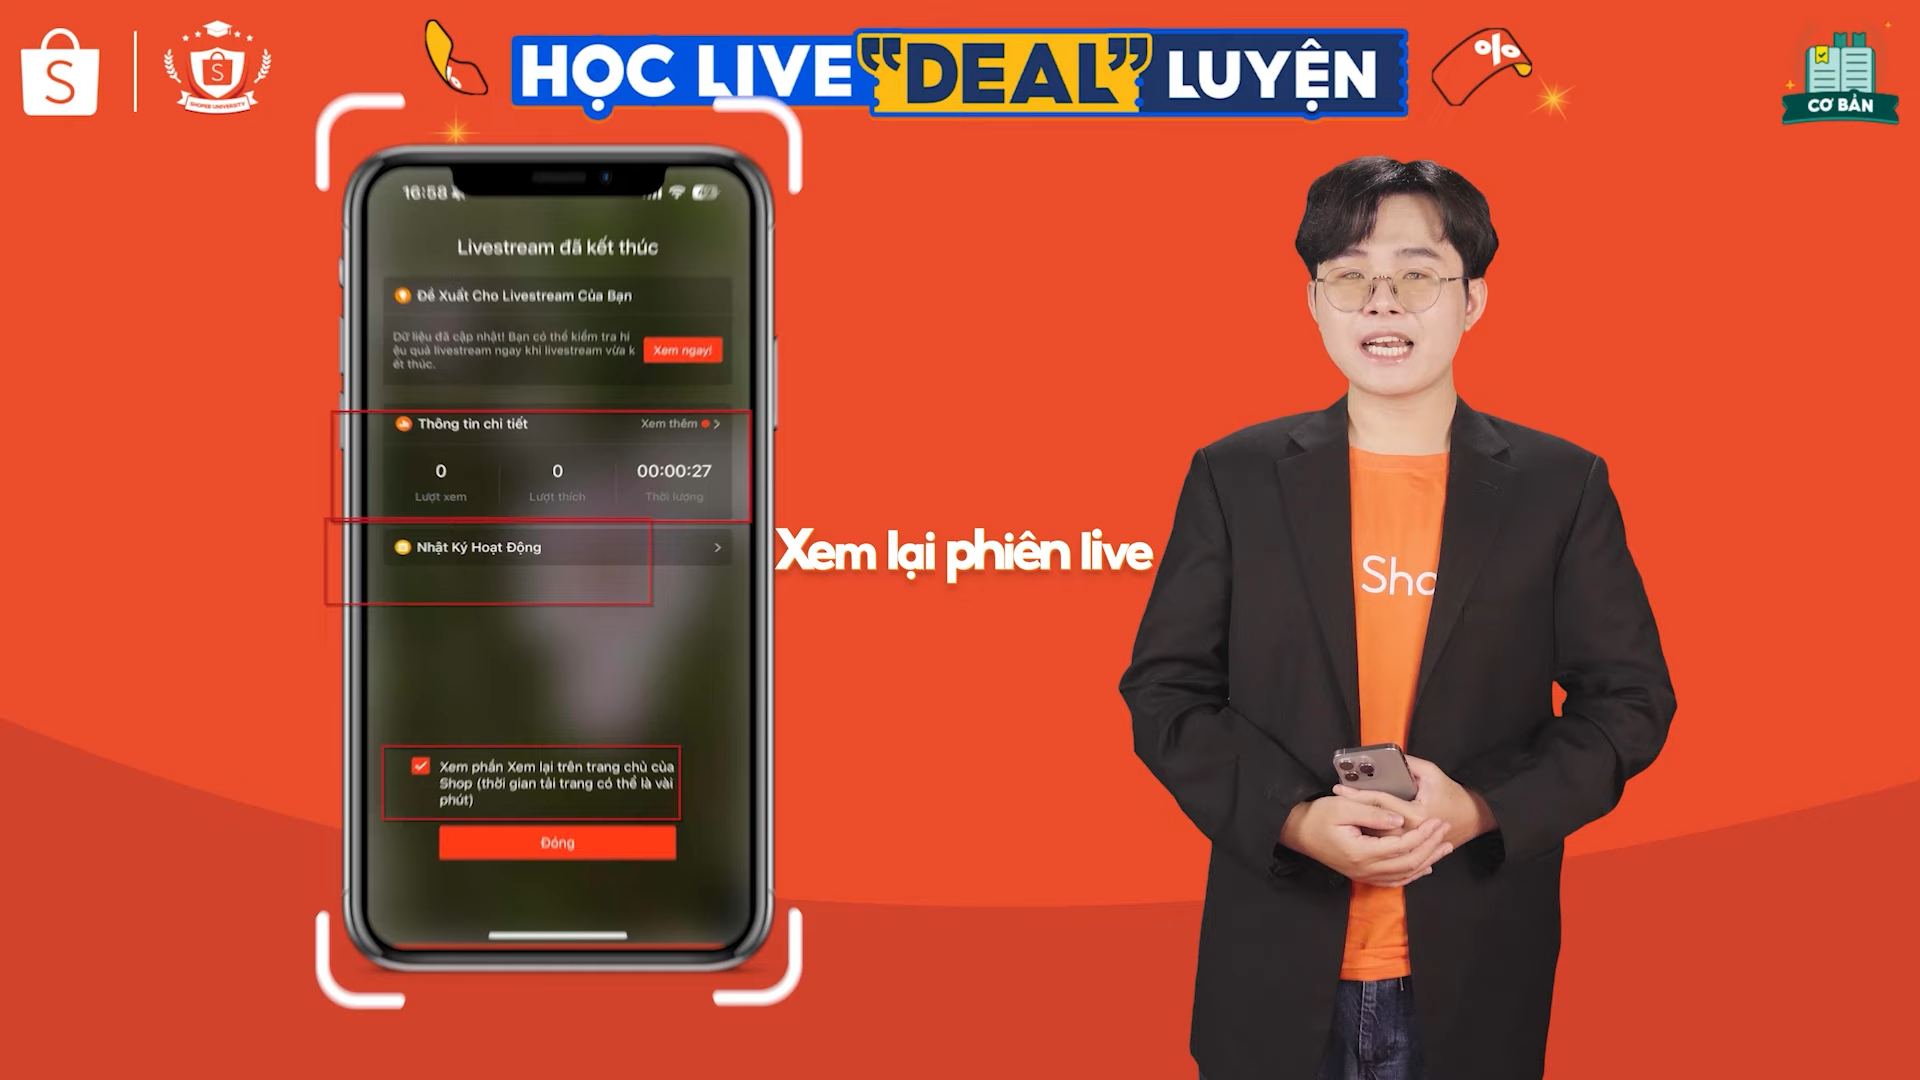 S
S
SHOPEE UNIVERSITY
HỌC LIVE “DEAL” LUYỆN
%
CƠ BẢN
16:58
Livestream đã kết thúc
Đề Xuất Cho Livestream Của Bạn
Dữ liệu đã cập nhật! Bạn có thể kiểm tra hi
ệu quả livestream ngay khi livestream vừa k
ết thúc.
Xem ngay!
Thông tin chi tiết
Xem thêm
0
0
00:00:27
Lượt xem
Lượt thích
Thời lượng
Nhật Ký Hoạt Động
Xem lại phiên live
Sho
Xem phần Xem lại trên trang chủ của
Shop (thời gian tải trang có thể là vài
phút)
Đóng